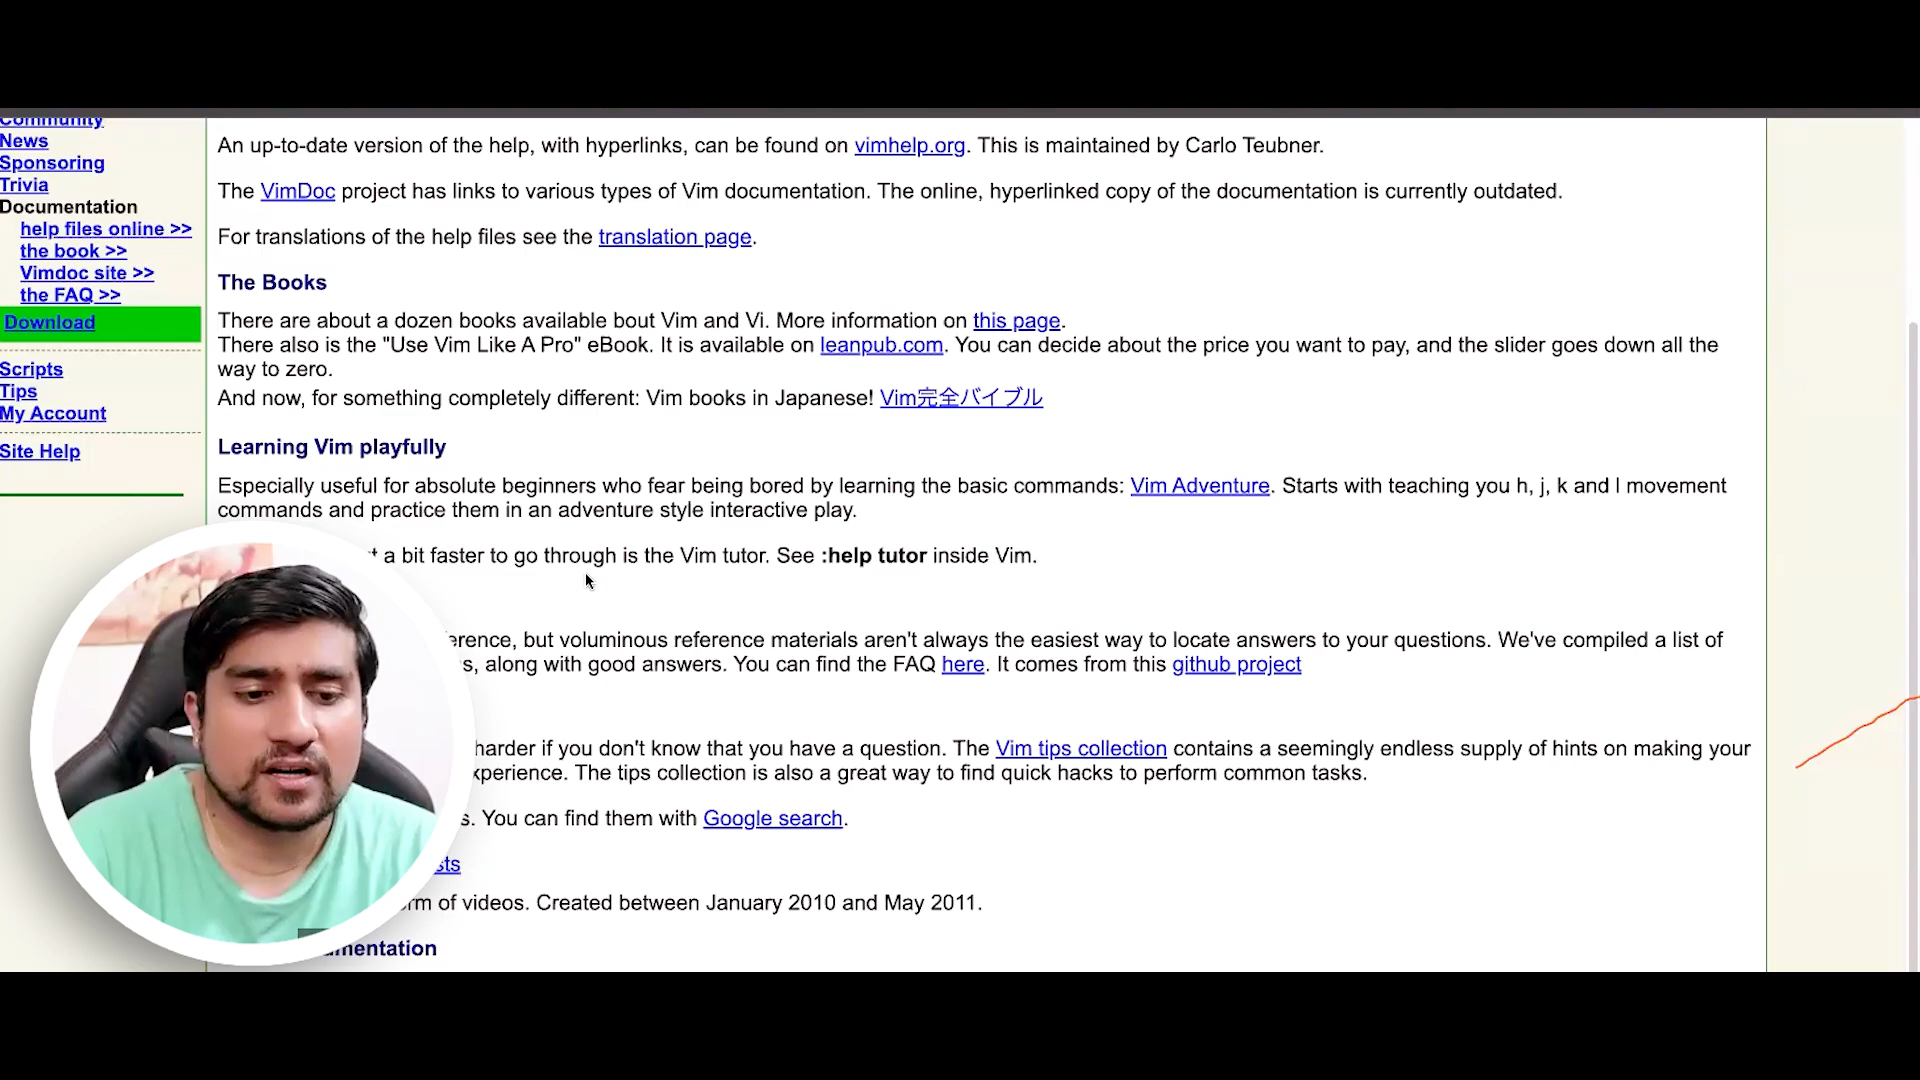 Community
News
Sponsoring
Trivia
Documentation
help files online >>
the book >>
Vimdoc site >>
the FAQ >>
Download
Scripts
Tips
My Account
Site Help
An up-to-date version of the help, with hyperlinks, can be found on vimhelp.org. This is maintained by Carlo Teubner.
The VimDoc project has links to various types of Vim documentation. The online, hyperlinked copy of the documentation is currently outdated.
For translations of the help files see the translation page.
The Books
There are about a dozen books available bout Vim and Vi. More information on this page.
There also is the "Use Vim Like A Pro" eBook. It is available on leanpub.com. You can decide about the price you want to pay, and the slider goes down all the
way to zero.
And now, for something completely different: Vim books in Japanese! Vim完全バイブル
Learning Vim playfully
Especially useful for absolute beginners who fear being bored by learning the basic commands: Vim Adventure. Starts with teaching you h, j, k and l movement
commands and practice them in an adventure style interactive play.
a bit faster to go through is the Vim tutor. See :help tutor inside Vim.
but voluminous reference materials aren't always the easiest way to locate answers to your questions. We've compiled a list of
along with good answers. You can find the FAQ here. It comes from this github project
harder if you don't know that you have a question. The Vim tips collection contains a seemingly endless supply of hints on making your
The tips collection is also a great way to find quick hacks to perform common tasks.
You can find them with Google search.
of videos. Created between January 2010 and May 2011.